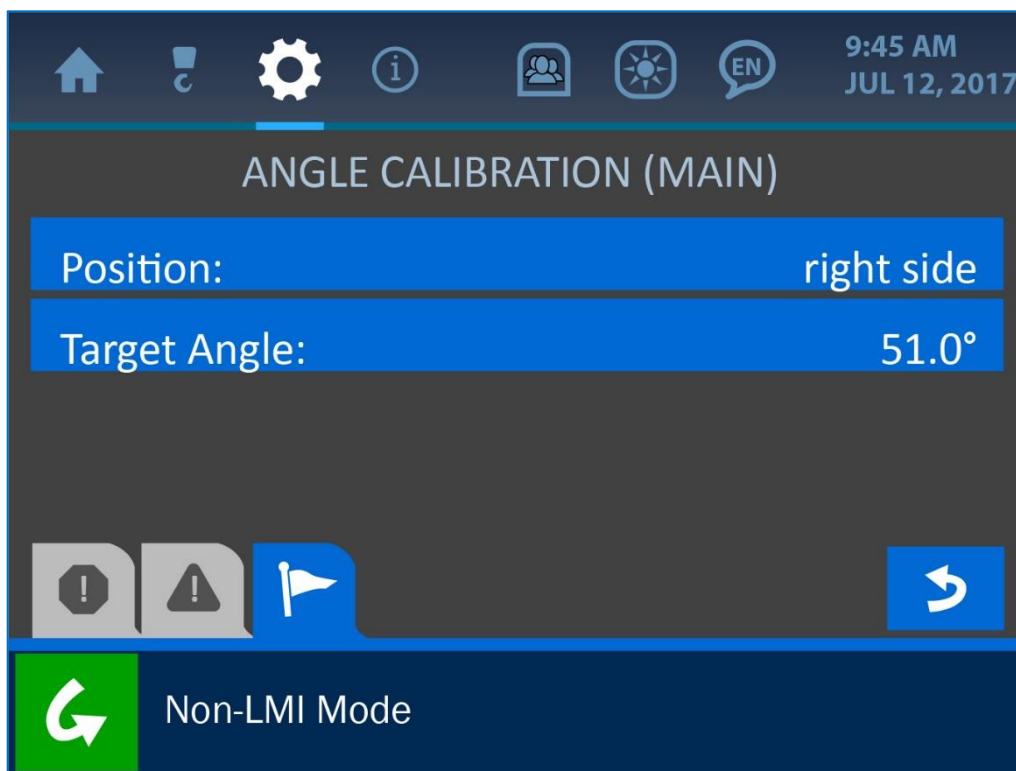 EN
9:45 AM
JUL 12, 2017
ANGLE CALIBRATION (MAIN)
Position: right side
Target Angle: 51.0°
Non-LMI Mode